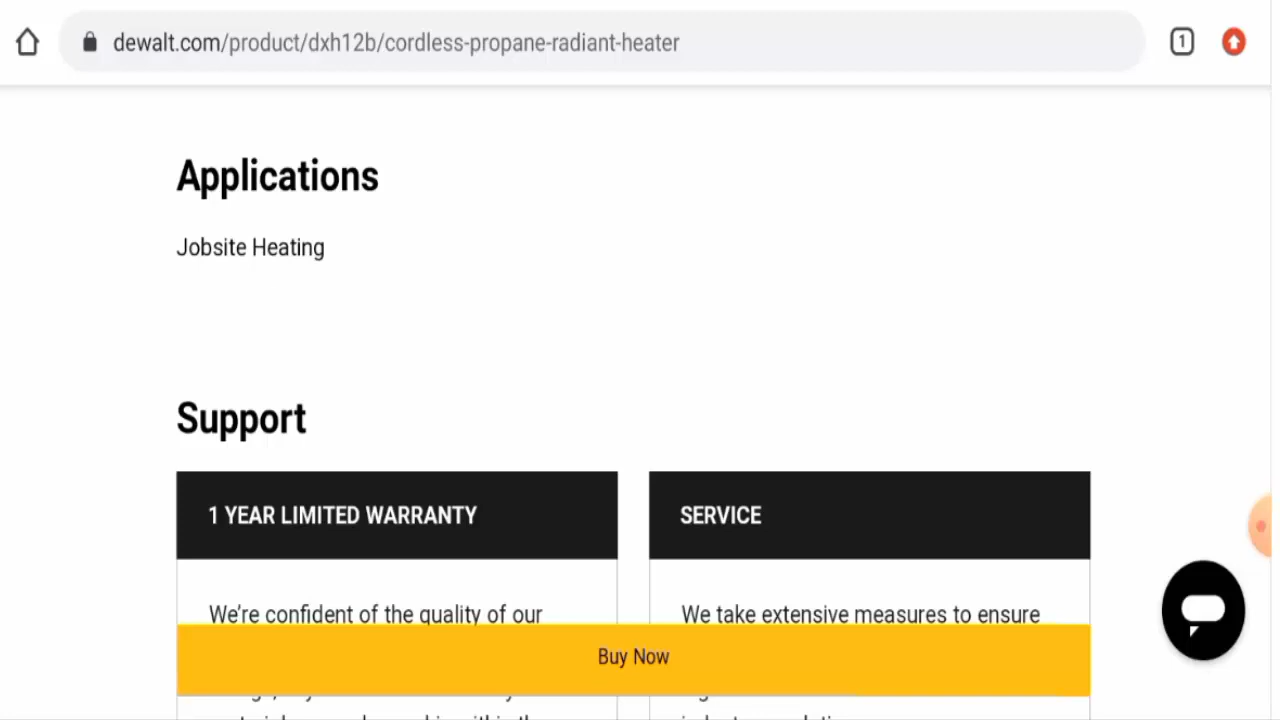 dewalt.com/product/dxh12b/cordless-propane-radiant-heater
1
Applications
Jobsite Heating
Support
1 YEAR LIMITED WARRANTY
SERVICE
We're confident of the quality of our
We take extensive measures to ensure
Buy Now